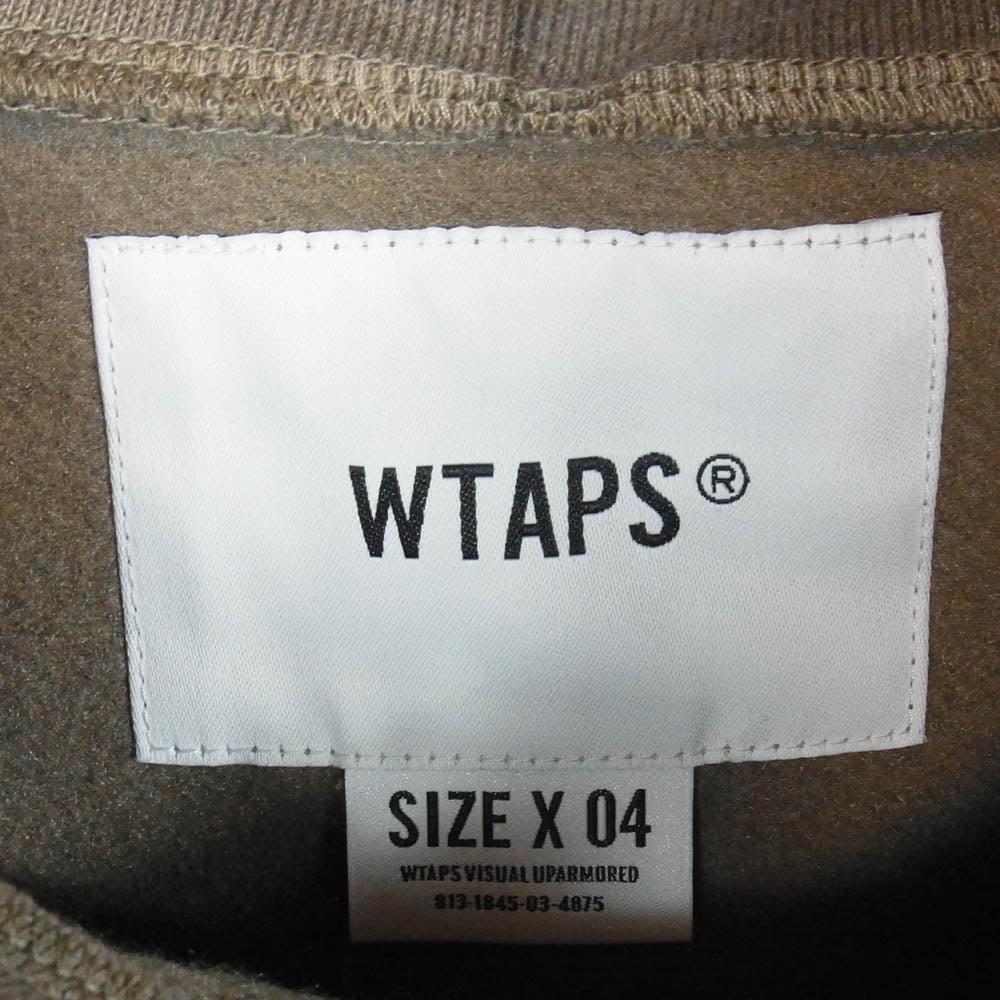 WTAPS®
SIZE X 04
WTAPS VISUAL UPARMORED
813-1845-03-4875